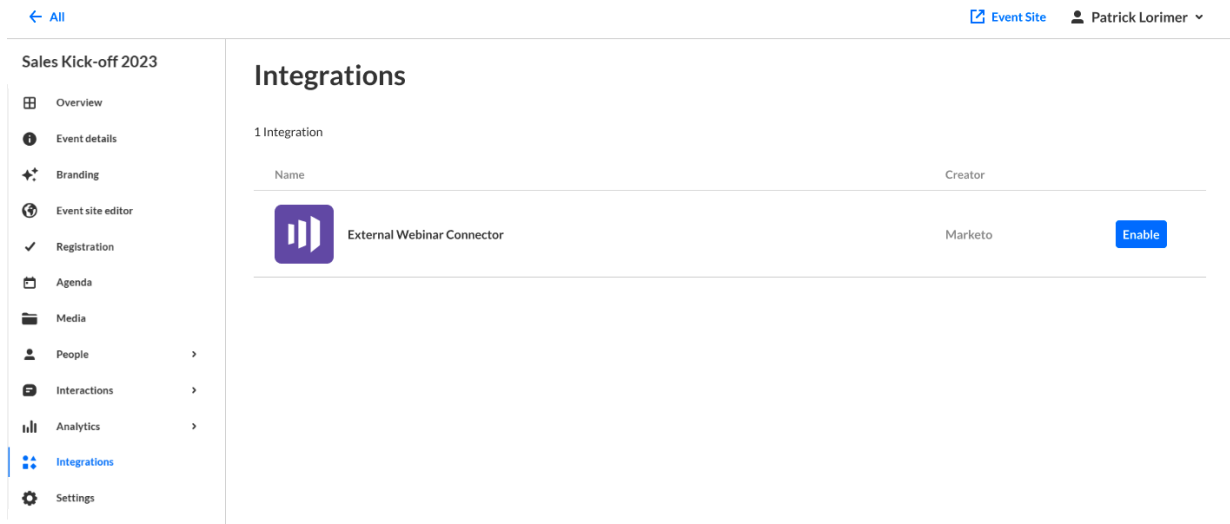 All
Event Site
Patrick Lorimer
Sales Kick-off 2023
Overview
Event details
Branding
Event site editor
Registration
Agenda
Media
People
Interactions
Analytics
Integrations
Settings
Integrations
1 Integration
Name Creator
External Webinar Connector Marketo Enable